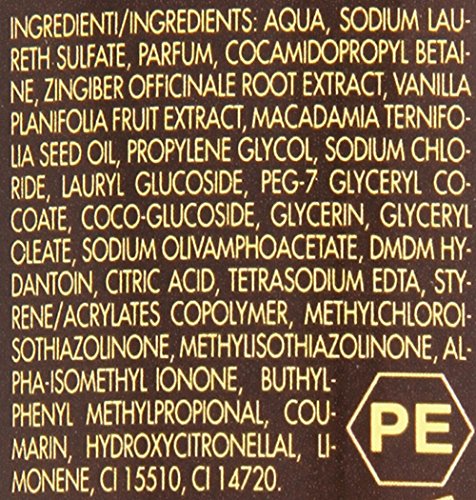 INGREDIENTI/INGREDIENTS: AQUA, SODIUM LAU-
RETH SULFATE, PARFUM, COCAMIDOPROPYL BETAI-
NE, ZINGIBER OFFICINALE ROOT EXTRACT, VANILLA
PLANIFOLIA FRUIT EXTRACT, MACADAMIA TERNIFO-
LIA SEED OIL, PROPYLENE GLYCOL, SODIUM CHLO-
RIDE, LAURYL GLUCOSIDE, PEG-7 GLYCERYL CO-
COATE, COCO-GLUCOSIDE, GLYCERIN, GLYCERYL
OLEATE, SODIUM OLIVAMPHOACETATE, DMDM HY-
DANTOIN, CITRIC ACID, TETRASODIUM EDTA, STY-
RENE/ACRYLATES COPOLYMER, METHYLCHLOROI-
SOTHIAZOLINONE, METHYLISOTHIAZOLINONE, AL-
PHA-ISOMETHYL IONONE, BUTHYL-
PHENYL METHYLPROPIONAL, COU-
MARIN, HYDROXYCITRONELLAL, LI-
MONENE, CI 15510, CI 14720.
PE